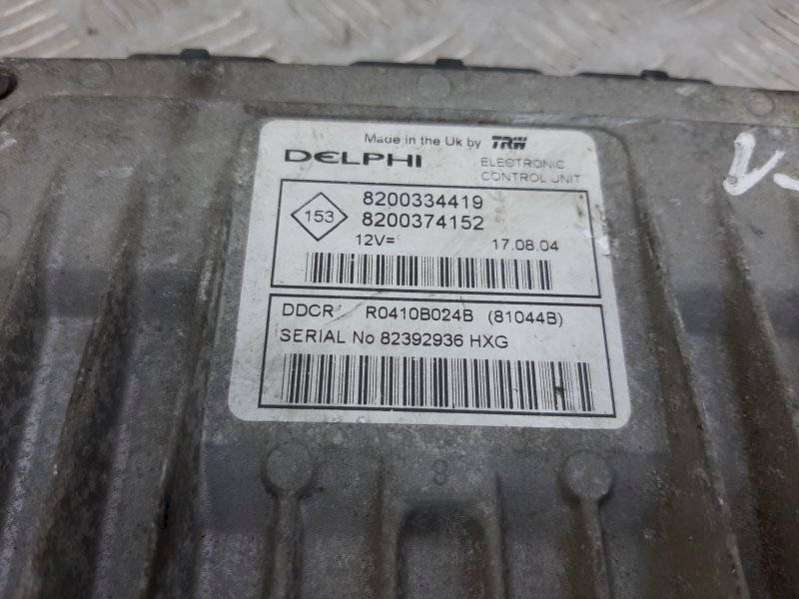 Made in the Uk by TRW
DELPHI
ELECTRONIC
CONTROL UNIT
153
8200334419
8200374152
12V=
17.08.04
DDCR R0410B024B (81044B)
SERIAL No 82392936 HXG